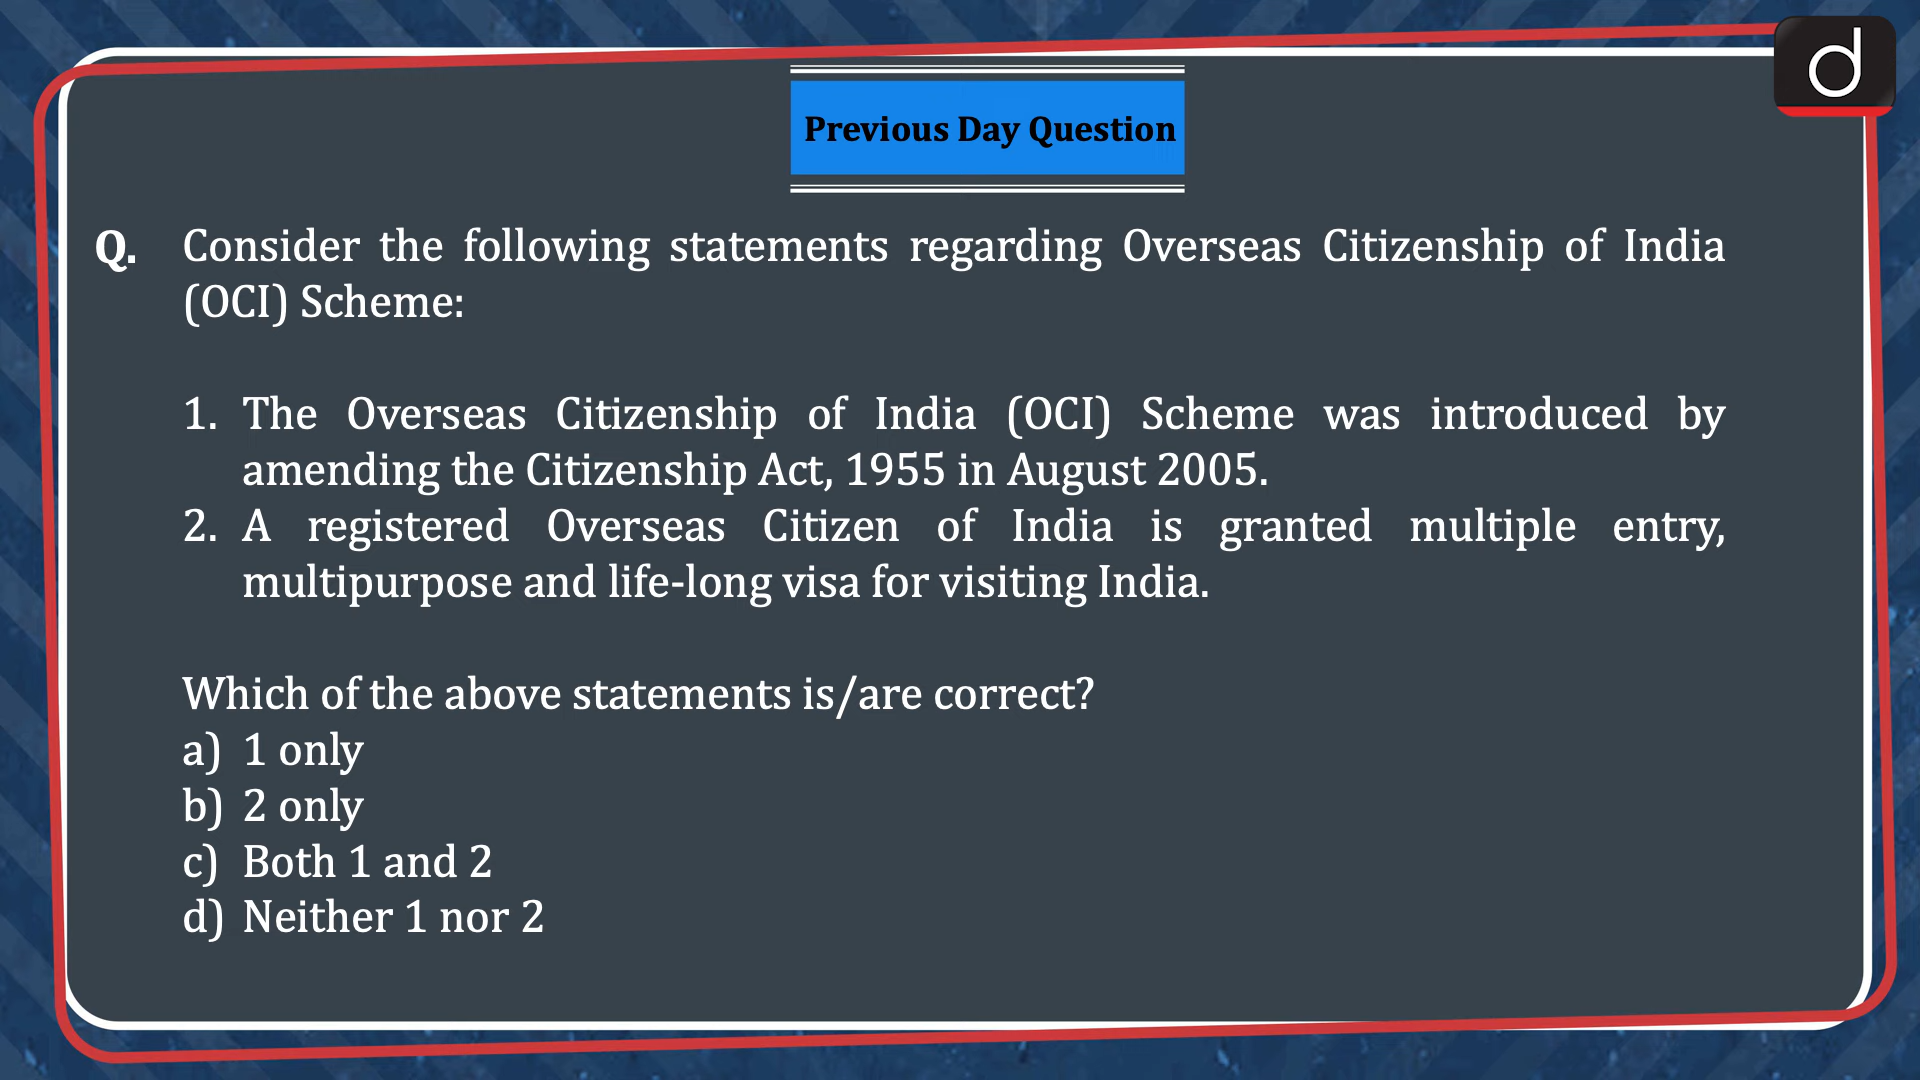 d
Previous Day Question
Q. Consider the following statements regarding Overseas Citizenship of India
(OCI) Scheme:
1. The Overseas Citizenship of India (OCI) Scheme was introduced by
amending the Citizenship Act, 1955 in August 2005.
2. A registered Overseas Citizen of India is granted multiple entry,
multipurpose and life-long visa for visiting India.
Which of the above statements is/are correct?
a) 1 only
b) 2 only
c) Both 1 and 2
d) Neither 1 nor 2